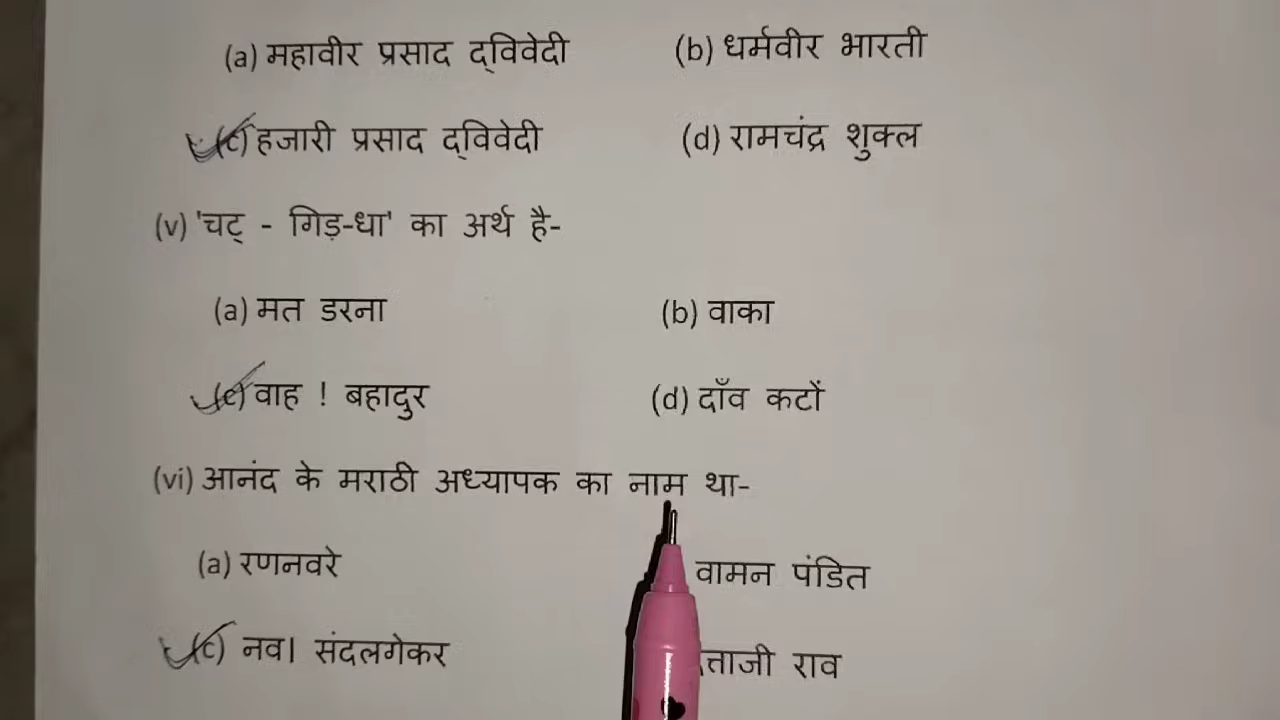 (a) महावीर प्रसाद द्विवेदी (b) धर्मवीर भारती
(c) हजारी प्रसाद द्विवेदी (d) रामचंद्र शुक्ल
(v) 'चट् - गिड़-धा' का अर्थ है-
(a) मत डरना (b) वाका
(c) वाह ! बहादुर (d) दाँव कटों
(vi) आनंद के मराठी अध्यापक का नाम था-
(a) रणनवरे वामन पंडित
(c) नव। संदलगेकर राव